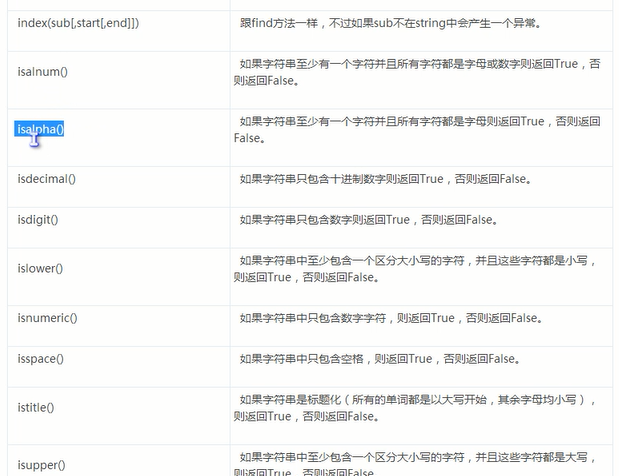 index(sub[,start[,end]])
跟find方法一样，不过如果sub不在string中会产生一个异常。
isalnum()
如果字符串至少有一个字符并且所有字符都是字母或数字则返回True，否
则返回False。
isalpha()
如果字符串至少有一个字符并且所有字符都是字母则返回True，否则返回
False。
isdecimal()
如果字符串只包含十进制数字则返回True，否则返回False。
isdigit()
如果字符串只包含数字则返回True，否则返回False。
islower()
如果字符串中至少包含一个区分大小写的字符，并且这些字符都是小写，
则返回True，否则返回False。
isnumeric()
如果字符串中只包含数字字符，则返回True，否则返回False。
isspace()
如果字符串中只包含空格，则返回True，否则返回False。
istitle()
如果字符串是标题化（所有的单词都是以大写开始，其余字母均小写），
则返回True，否则返回False。
isupper()
如果字符串中至少包含一个区分大小写的字符，并且这些字符都是大写，
则返回True，否则返回False。